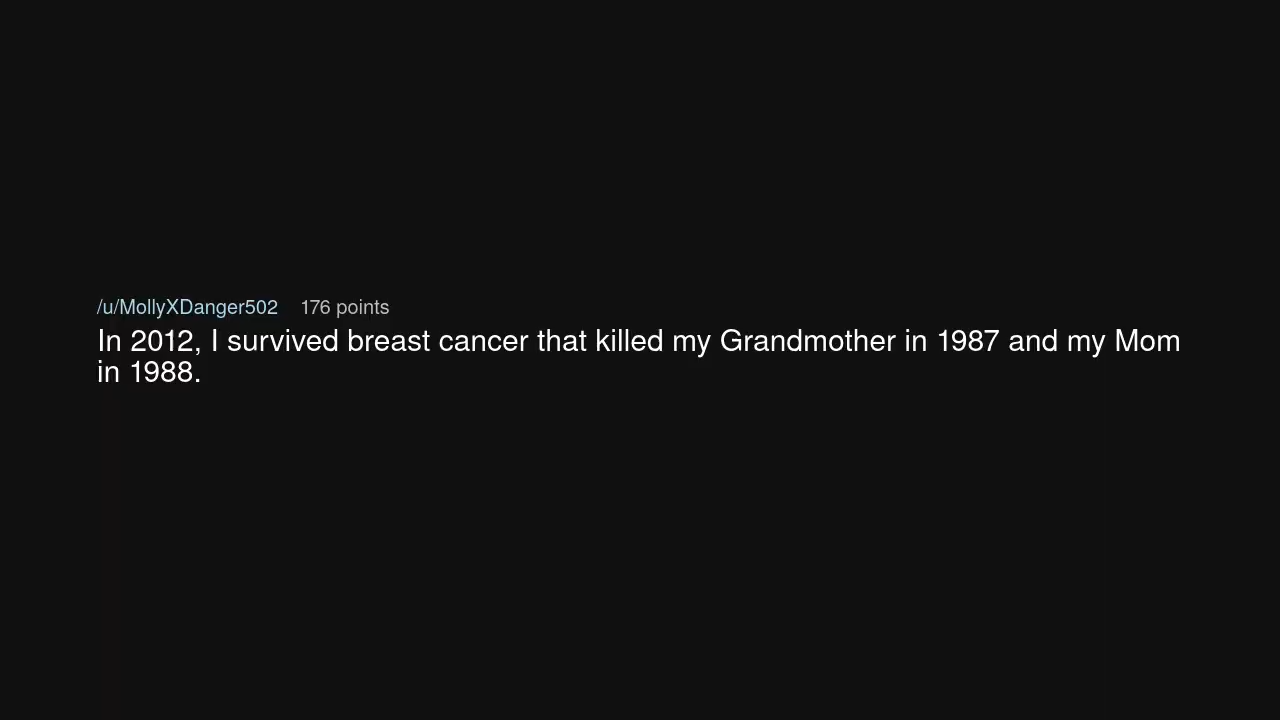 /u/MollyXDanger502 176 points
In 2012, I survived breast cancer that killed my Grandmother in 1987 and my Mom
in 1988.